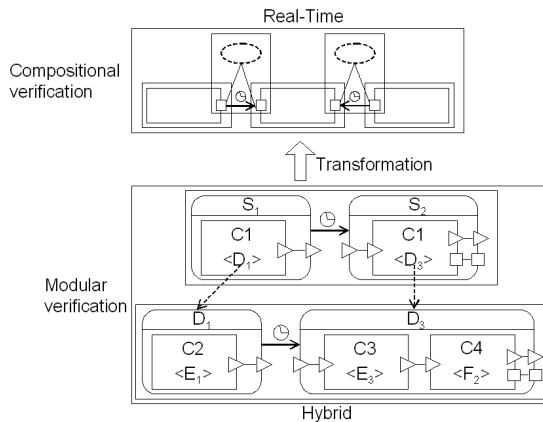 Real-Time
Compositional
verification
Transformation
S1 S2
C1 C1
<D1> <D3>
Modular
verification
D1 D3
C2 C3 C4
<E1> <E3> <F2>
Hybrid